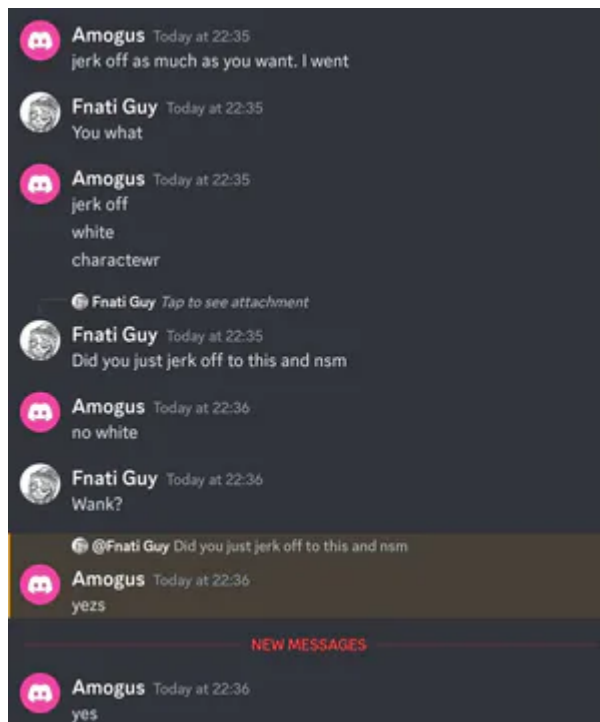 Amogus Today at 22:35
jerk off as much as you want. I went
Fnati Guy Today at 22:35
You what
Amogus Today at 22:35
jerk off
white
charactewr
Fnati Guy Tap to see attachment
Fnati Guy Today at 22:35
Did you just jerk off to this and nsm
Amogus Today at 22:36
no white
Fnati Guy Today at 22:36
Wank?
@Fnati Guy Did you just jerk off to this and nsm
Amogus Today at 22:36
yezs
NEW MESSAGES
Amogus Today at 22:36
yes